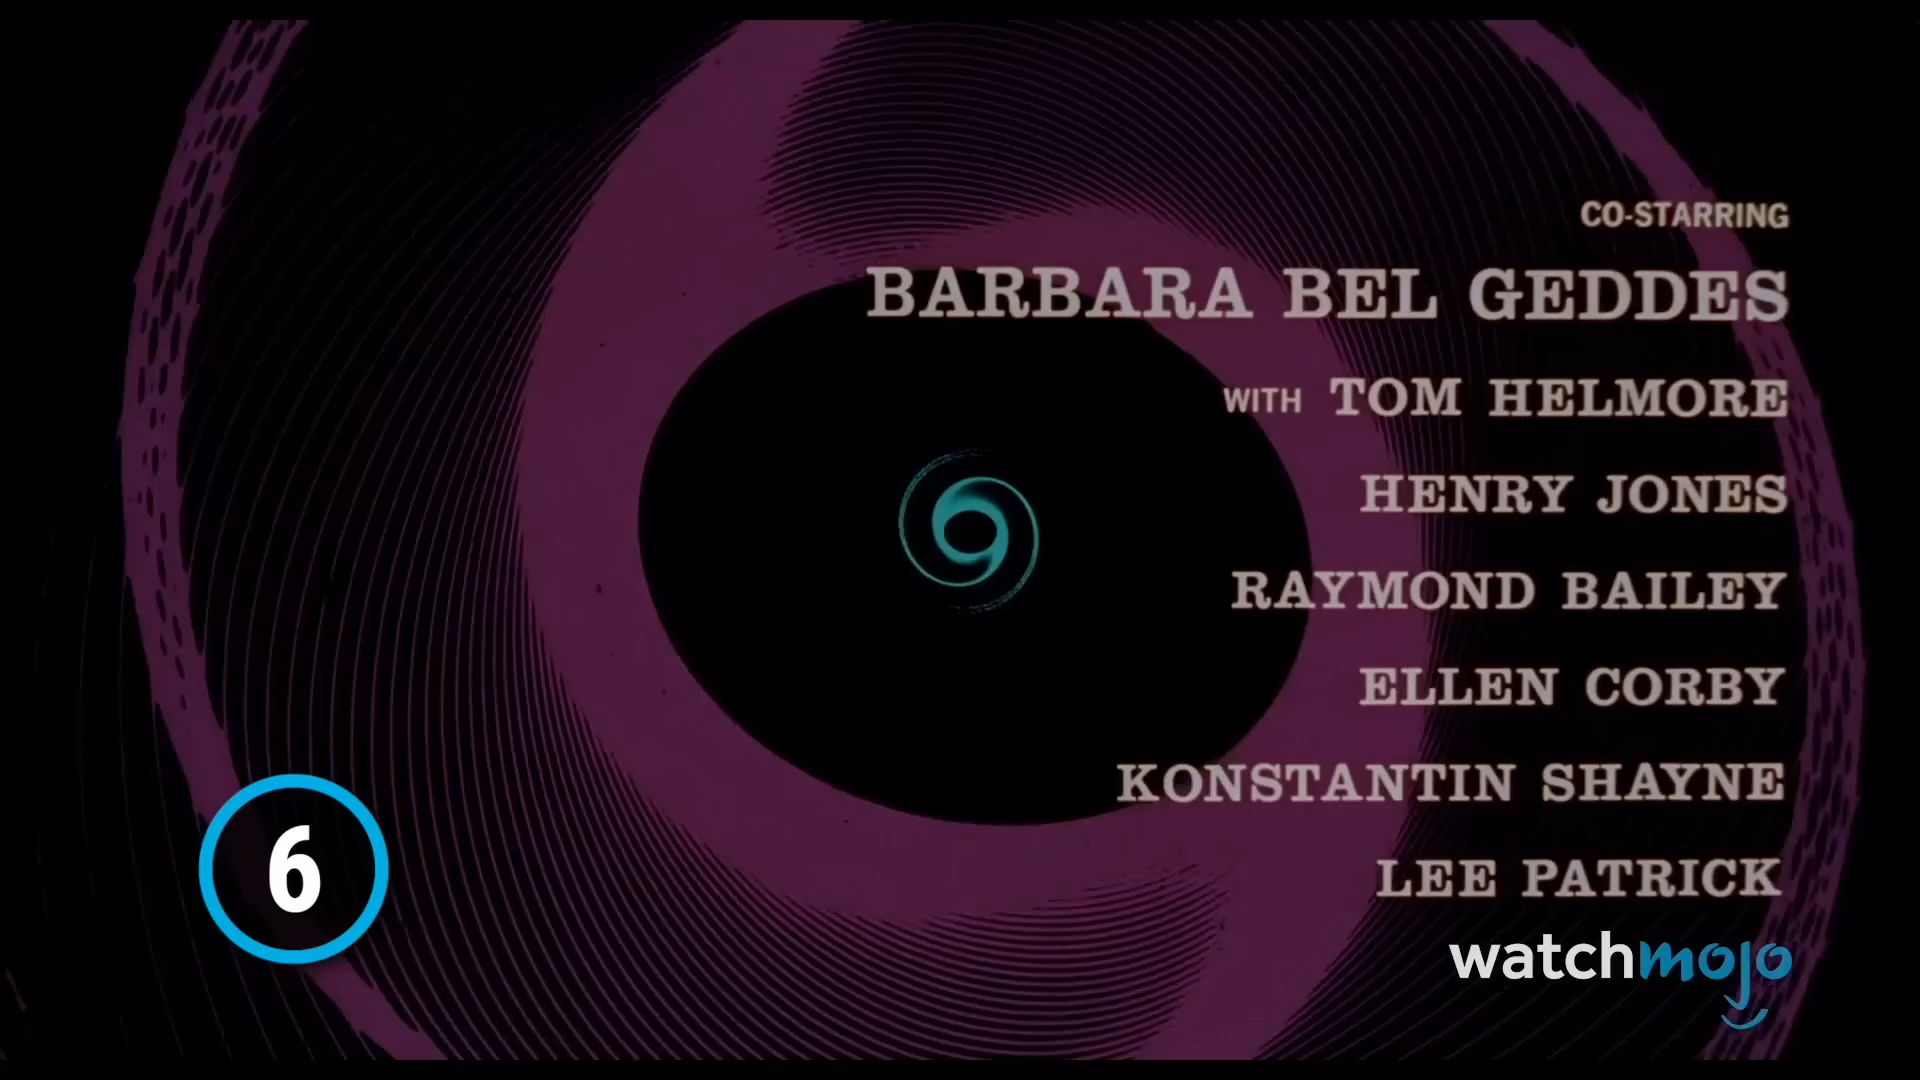 CO-STARRING
BARBARA BEL GEDDES
WITH TOM HELMORE
HENRY JONES
RAYMOND BAILEY
ELLEN CORBY
KONSTANTIN SHAYNE
LEE PATRICK
6
watchmojo